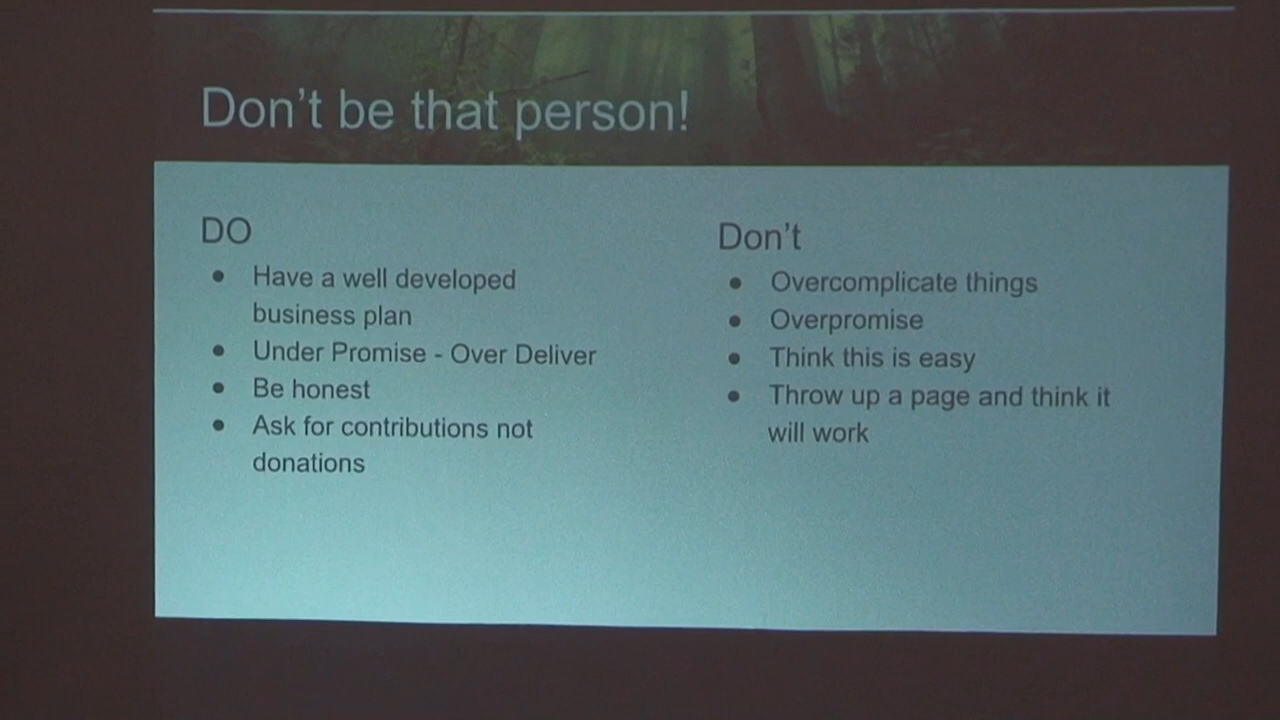 Don't be that person!
DO
● Have a well developed
business plan
● Under Promise - Over Deliver
● Be honest
● Ask for contributions not
donations
Don't
● Overcomplicate things
● Overpromise
● Think this is easy
● Throw up a page and think it
will work